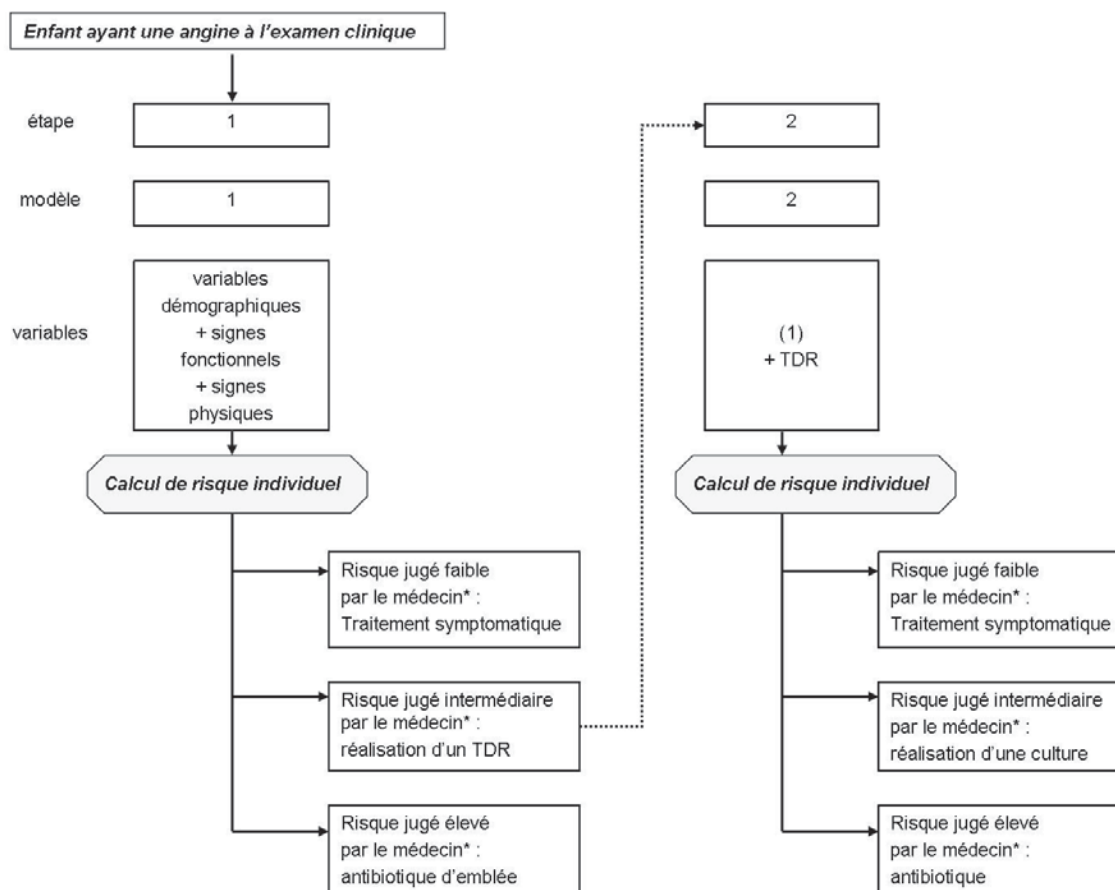 Enfant ayant une angine à l'examen clinique
étape
1
2
modèle
1
2
variables
variables
démographiques
+ signes
fonctionnels
+ signes
physiques
(1)
+ TDR
Calcul de risque individuel
Calcul de risque individuel
Risque jugé faible
par le médecin* :
Traitement symptomatique
Risque jugé intermédiaire
par le médecin* :
réalisation d'un TDR
Risque jugé élevé
par le médecin* :
antibiotique d'emblée
Risque jugé faible
par le médecin* :
Traitement symptomatique
Risque jugé intermédiaire
par le médecin* :
réalisation d'une culture
Risque jugé élevé
par le médecin* :
antibiotique